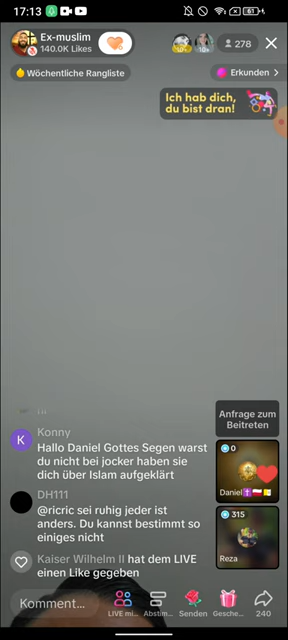 17:13
61
Ex-muslim
140.0K Likes
278
Wöchentliche Rangliste
Erkunden >
Ich hab dich,
du bist dran!
Konny
Hallo Daniel Gottes Segen warst
du nicht bei jocker haben sie
dich über Islam aufgeklärt
DH111
@ricric sei ruhig jeder ist
anders. Du kannst bestimmt so
einiges nicht
Kaiser Wilhelm II hat dem LIVE
einen Like gegeben
Anfrage zum
Beitreten
0
Daniel
315
Reza
Komment...
LIVE mi...
Abstim...
Senden
Gesche...
240